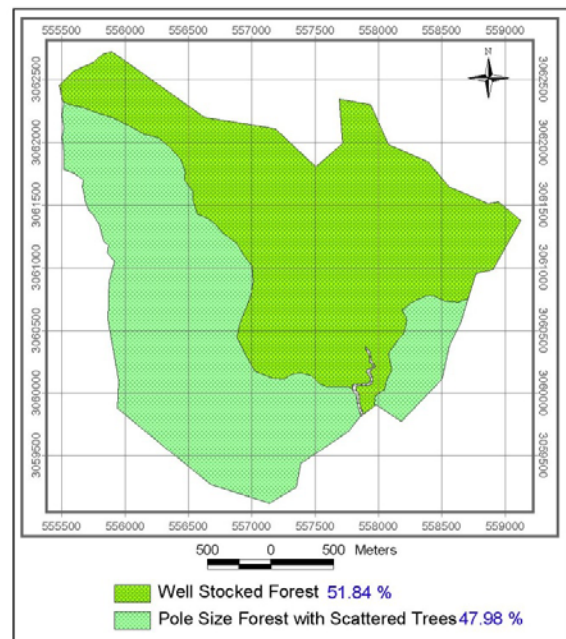 555500 556000 556500 557000 557500 558000 558500 559000
N
3062500 3062500
3062000 3062000
3061500 3061500
3061000 3061000
3060500 3060500
3060000 3060000
3059500 3059500
555500 556000 556500 557000 557500 558000 558500 559000
500 0 500 Meters
Well Stocked Forest 51.84 %
Pole Size Forest with Scattered Trees 47.98 %